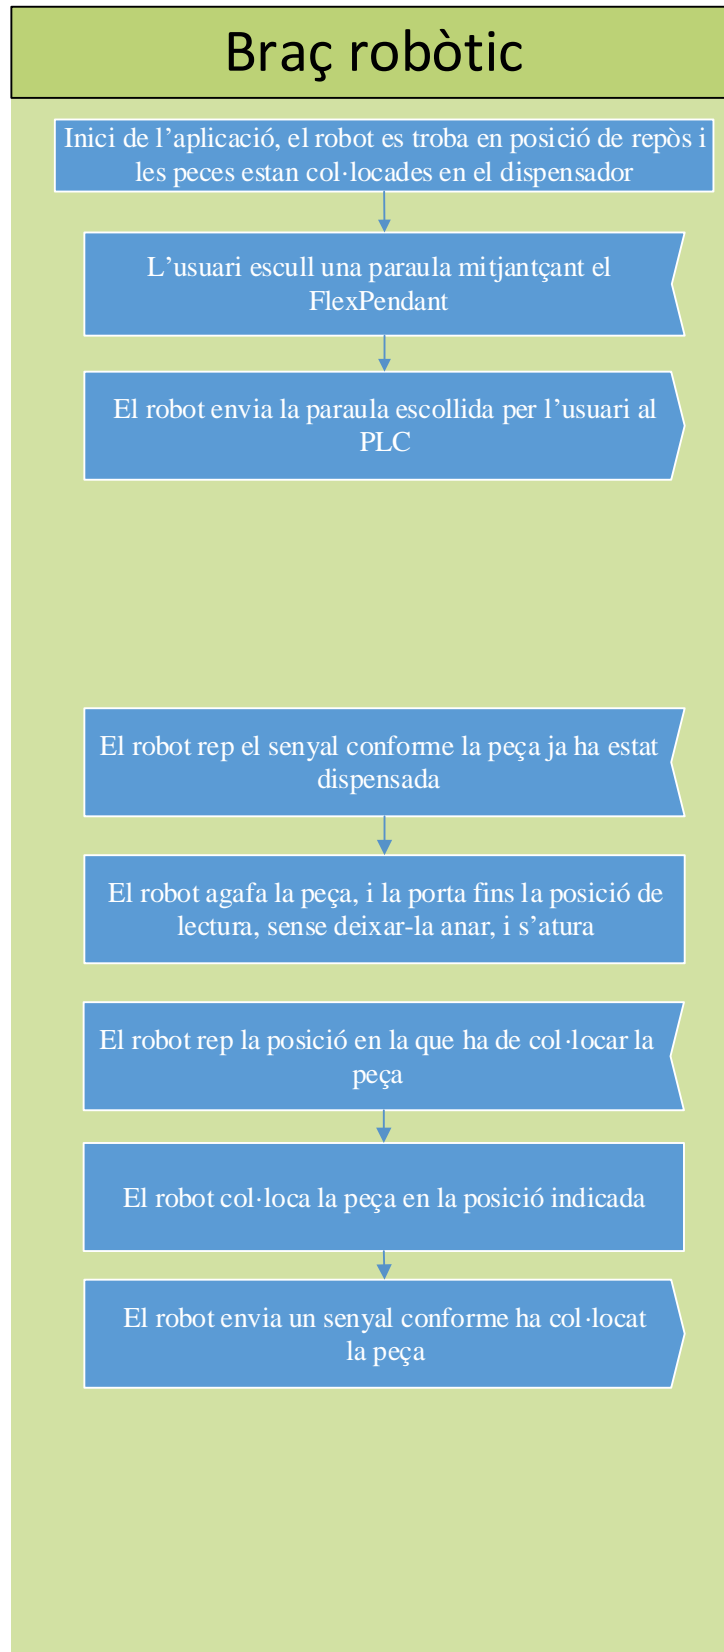 Braç robòtic
Inici de l’aplicació, el robot es troba en posició de repòs i
les peces estan col·locades en el dispensador
L’usuari escull una paraula mitjantçant el
FlexPendant
El robot envia la paraula escollida per l’usuari al
PLC
El robot rep el senyal conforme la peça ja ha estat
dispensada
El robot agafa la peça, i la porta fins la posició de
lectura, sense deixar-la anar, i s’atura
El robot rep la posició en la que ha de col·locar la
peça
El robot col·loca la peça en la posició indicada
El robot envia un senyal conforme ha col·locat
la peça